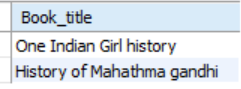 Book_title
One Indian Girl history
History of Mahathma gandhi